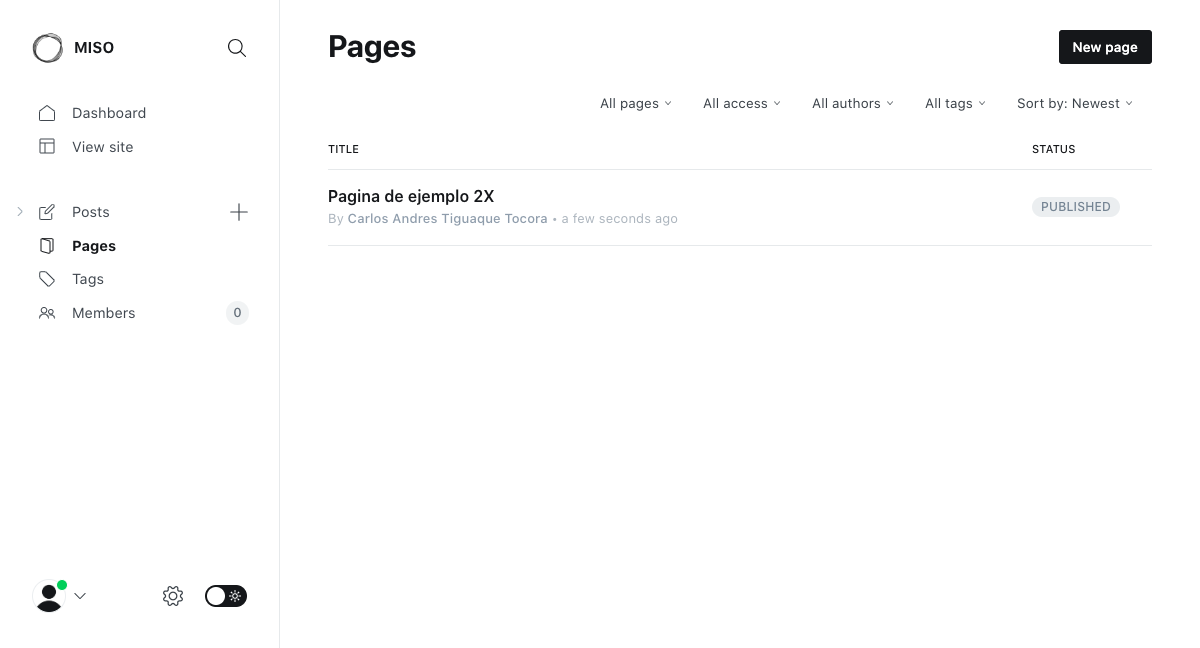 MISO
Dashboard
View site
Posts
Pages
Tags
Members 0
Pages
New page
All pages All access All authors All tags Sort by: Newest
TITLE STATUS
Pagina de ejemplo 2X
By Carlos Andres Tiguaque Tocora • a few seconds ago
PUBLISHED